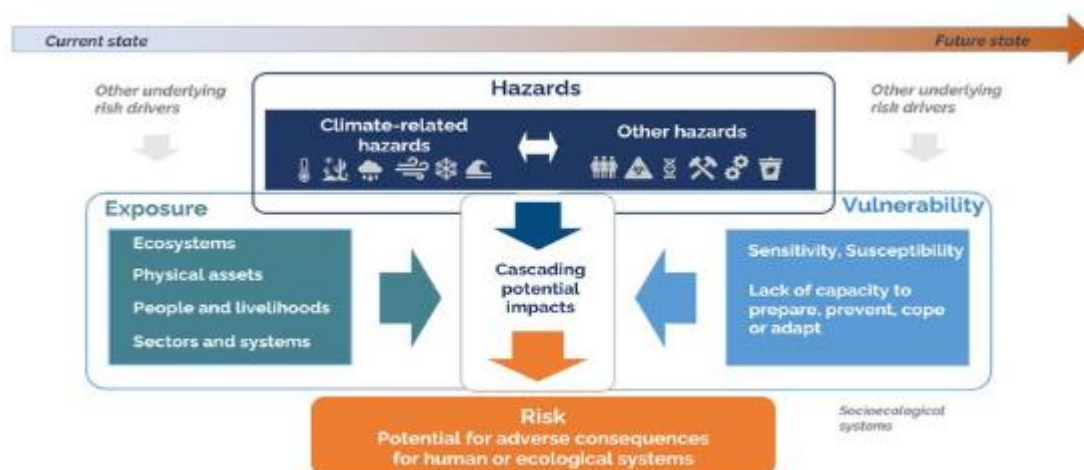 Current state
Future state
Other underlying
risk drivers
Hazards
Other underlying
risk drivers
Climate-related
hazards
Other hazards
Exposure
Vulnerability
Ecosystems
Physical assets
People and livelihoods
Sectors and systems
Cascading
potential
impacts
Sensitivity, Susceptibility
Lack of capacity to
prepare, prevent, cope
or adapt
Risk
Potential for adverse consequences
for human or ecological systems
Socioecological
systems